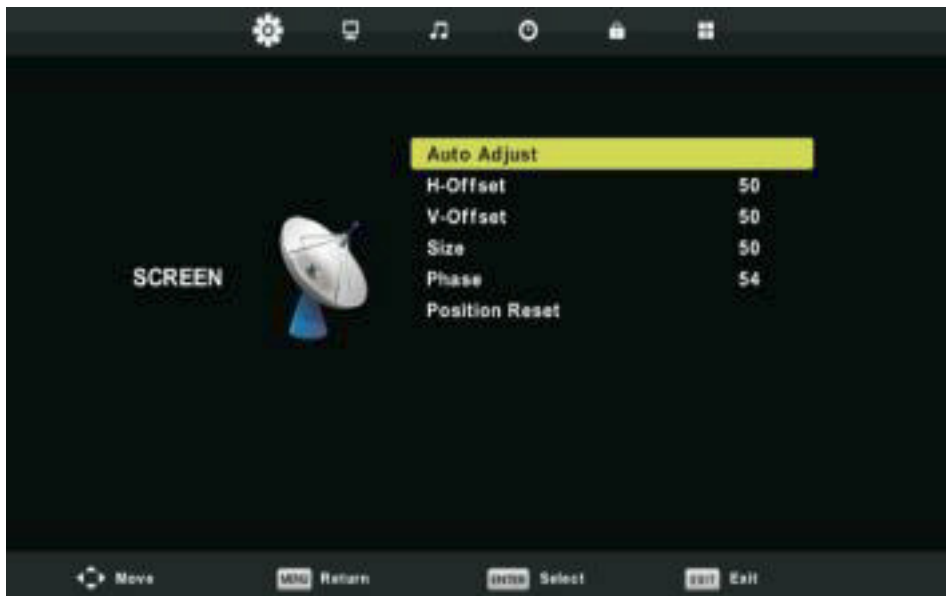 Auto Adjust
H-Offset 50
V-Offset 50
Size 50
SCREEN
Phase 54
Position Reset
Move MENU Return ENTER Select EXIT Exit